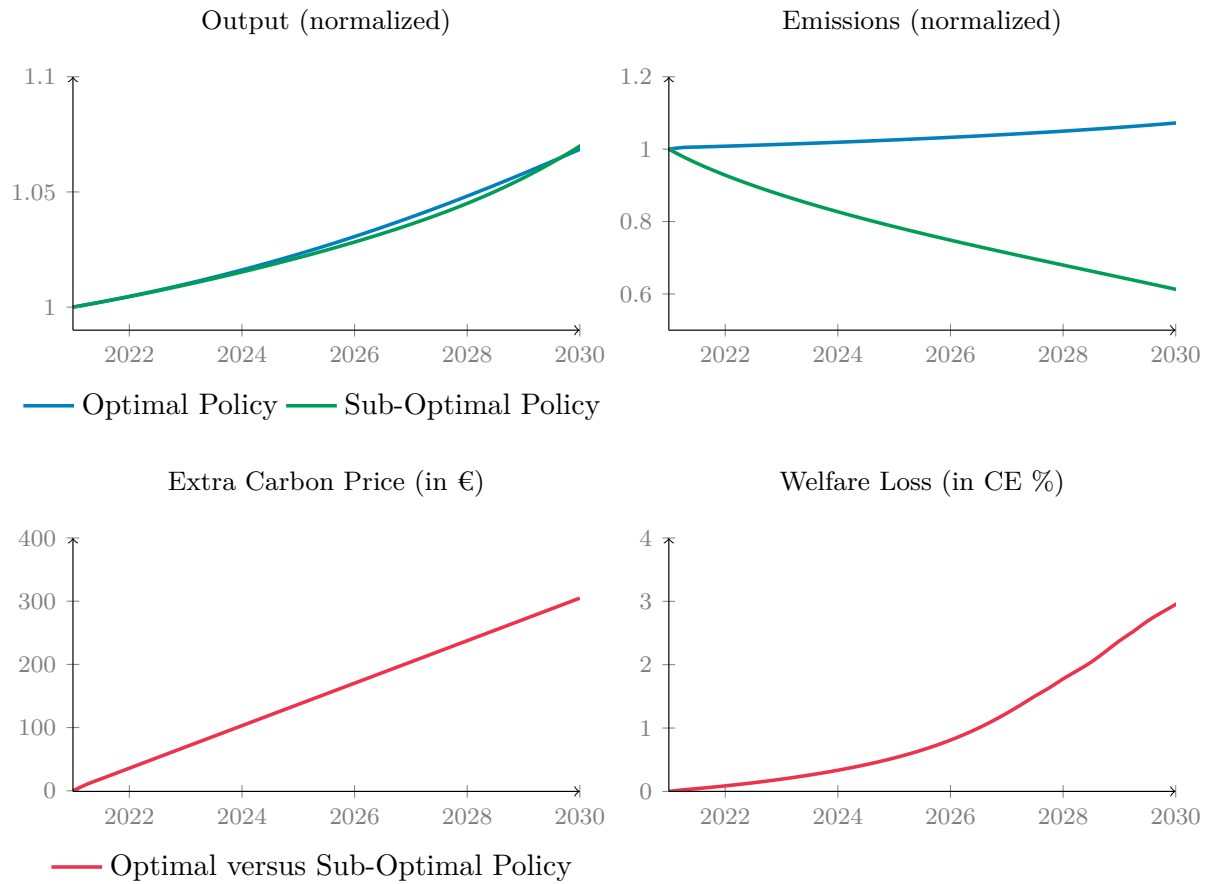 Output (normalized)
1.1
1.05
1
2022 2024 2026 2028 2030
Emissions (normalized)
1.2
1
0.8
0.6
2022 2024 2026 2028 2030
Optimal Policy Sub-Optimal Policy
Extra Carbon Price (in €)
400
300
200
100
0
2022 2024 2026 2028 2030
Welfare Loss (in CE %)
4
3
2
1
0
2022 2024 2026 2028 2030
Optimal versus Sub-Optimal Policy